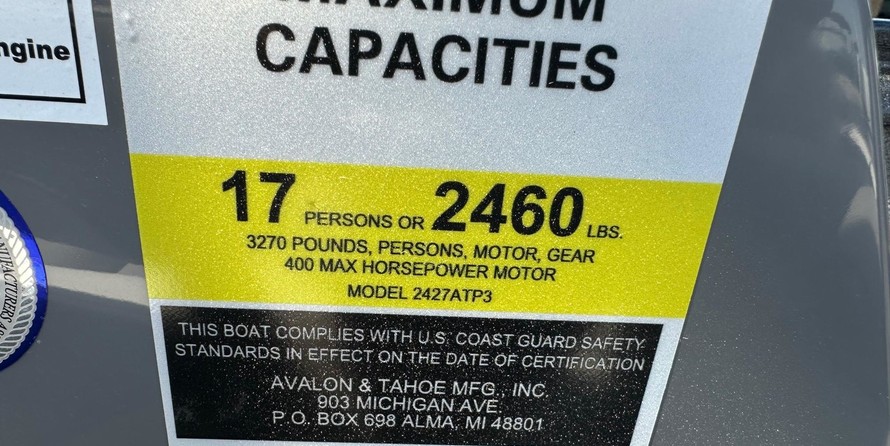 MAXIMUM
CAPACITIES
ngine
17 PERSONS OR 2460 LBS.
3270 POUNDS, PERSONS, MOTOR, GEAR
400 MAX HORSEPOWER MOTOR
MODEL 2427ATP3
THIS BOAT COMPLIES WITH U.S. COAST GUARD SAFETY
STANDARDS IN EFFECT ON THE DATE OF CERTIFICATION
AVALON & TAHOE MFG., INC.
903 MICHIGAN AVE.
P.O. BOX 698 ALMA, MI 48801